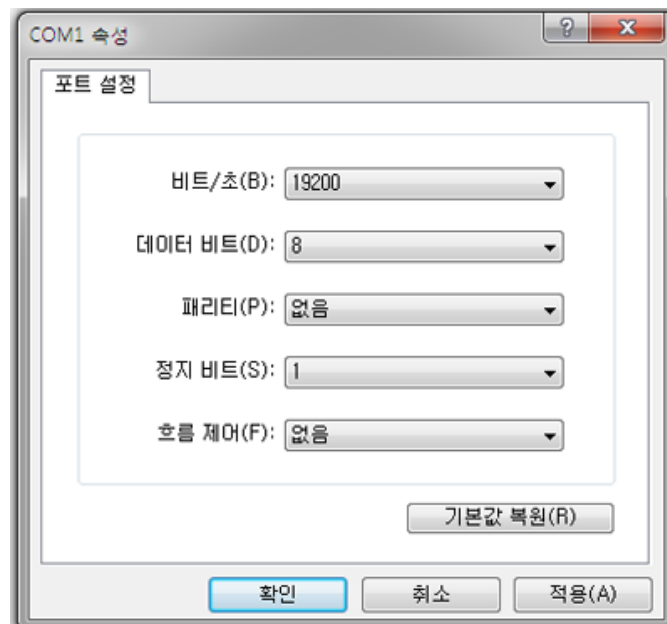 COM1 속성
포트 설정
비트/초(B): 19200
데이터 비트(D): 8
패리티(P): 없음
정지 비트(S): 1
흐름 제어(F): 없음
기본값 복원(R)
확인 취소 적용(A)